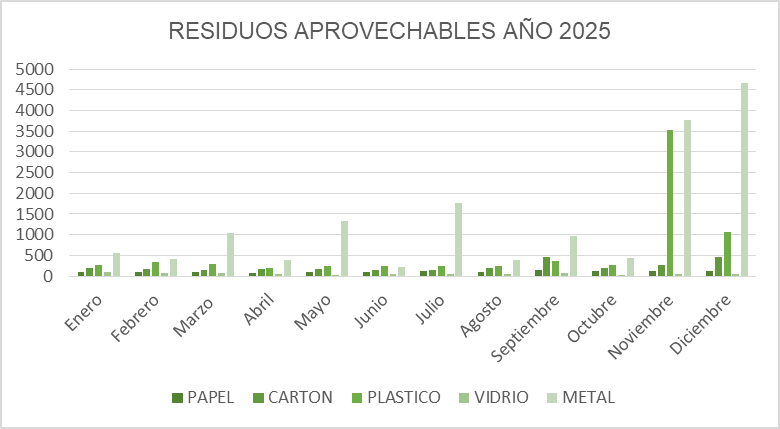 RESIDUOS APROVECHABLES AÑO 2025
5000
4500
4000
3500
3000
2500
2000
1500
1000
500
0
Enero
Febrero
Marzo
Abril
Mayo
Junio
Julio
Agosto
Septiembre
Octubre
Noviembre
Diciembre
PAPEL CARTON PLASTICO VIDRIO METAL